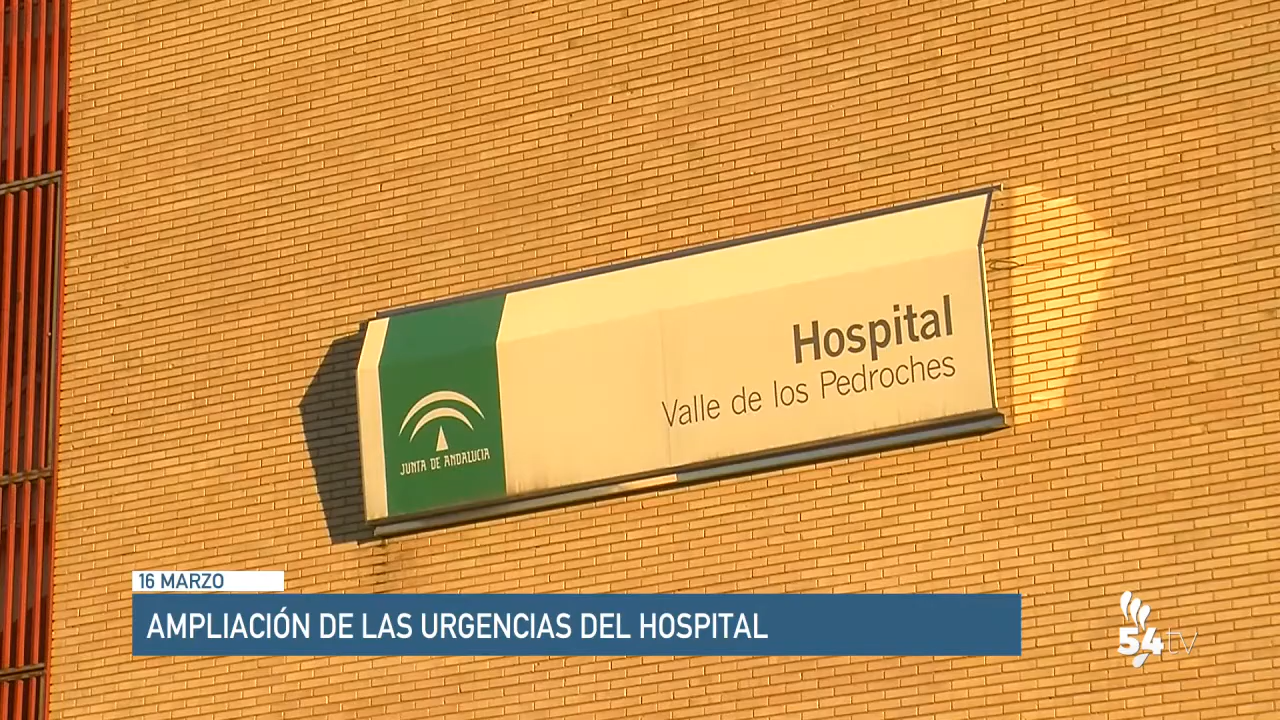 Hospital
Valle de los Pedroches
JUNTA DE ANDALUCIA
16 MARZO
AMPLIACIÓN DE LAS URGENCIAS DEL HOSPITAL
54tv